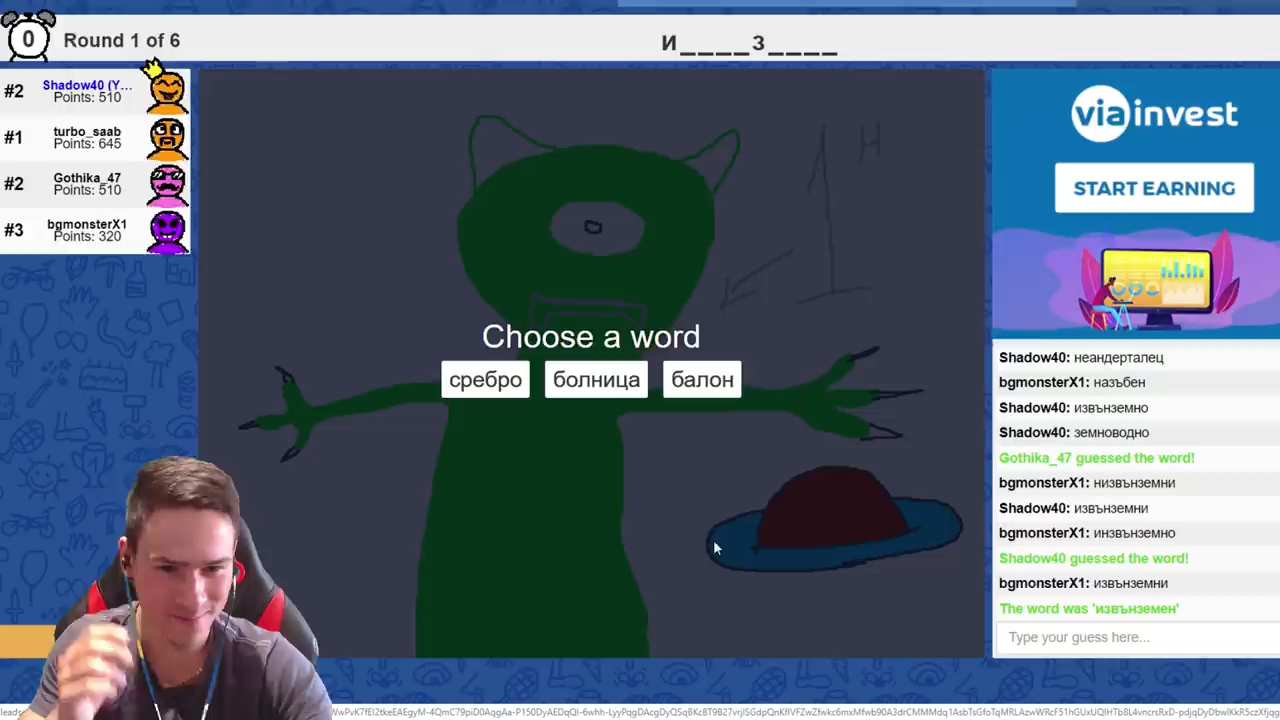 0
Round 1 of 6
И____З____
#2
Shadow40 (Y...
Points: 510
#1
turbo_saab
Points: 645
#2
Gothika_47
Points: 510
#3
bgmonsterX1
Points: 320
Н
Choose a word
сребро болница балон
via invest
START EARNING
Shadow40: неандерталец
bgmonsterX1: назъбен
Shadow40: извънземно
Shadow40: земноводно
Gothika_47 guessed the word!
bgmonsterX1: низвънземни
Shadow40: извънземни
bgmonsterX1: инзвънземно
Shadow40 guessed the word!
bgmonsterX1: извънземни
The word was 'извънземен'
Type your guess here...